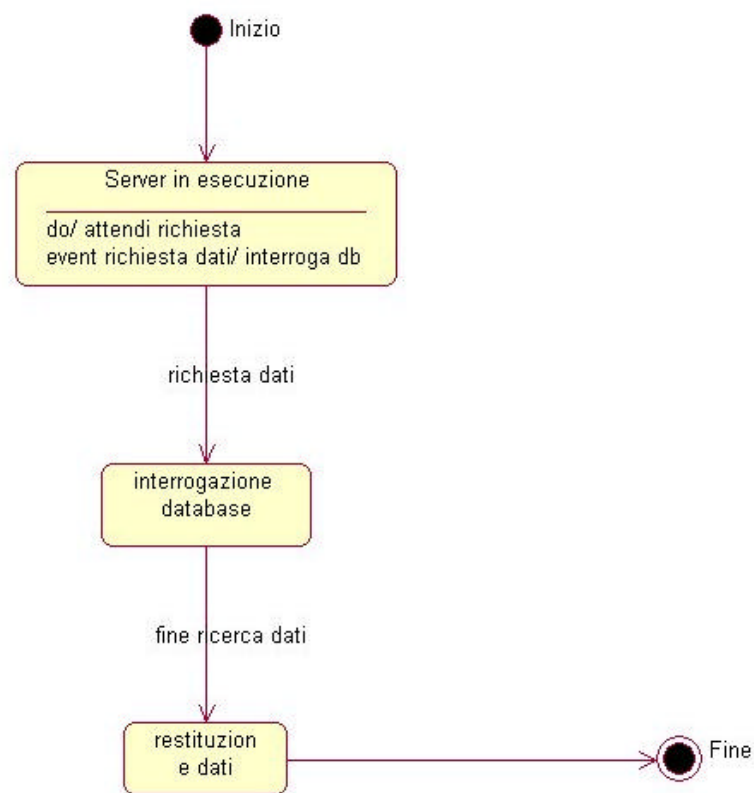 Inizio
Server in esecuzione
do/ attendi richiesta
event richiesta dati/ interroga db
richiesta dati
interrogazione
database
fine ricerca dati
restituzion
e dati
Fine